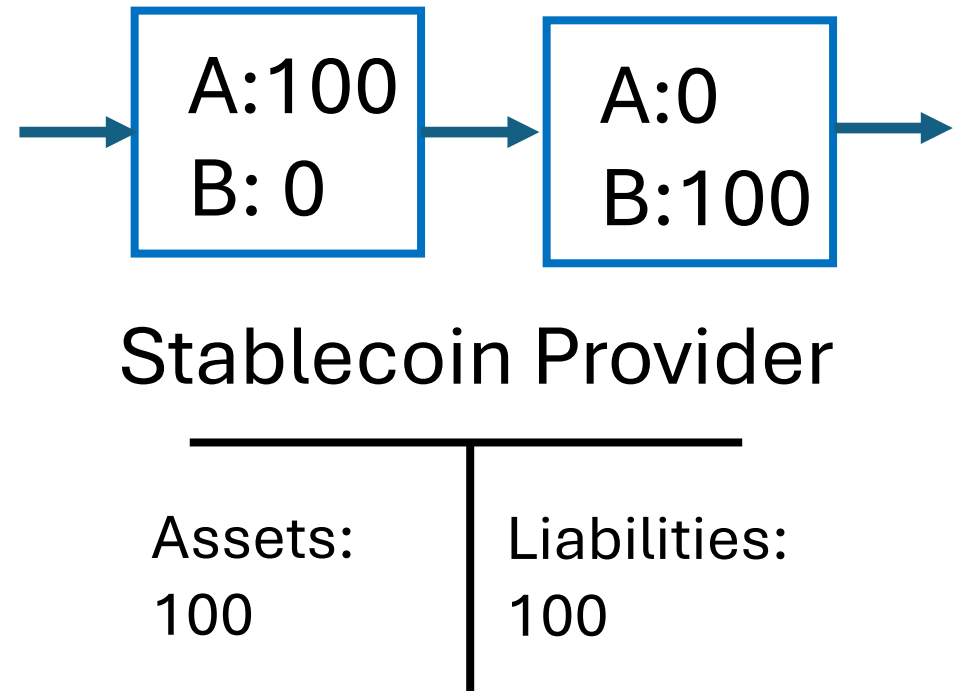 A:100
B: 0
A:0
B:100
Stablecoin Provider
Assets:
100
Liabilities:
100